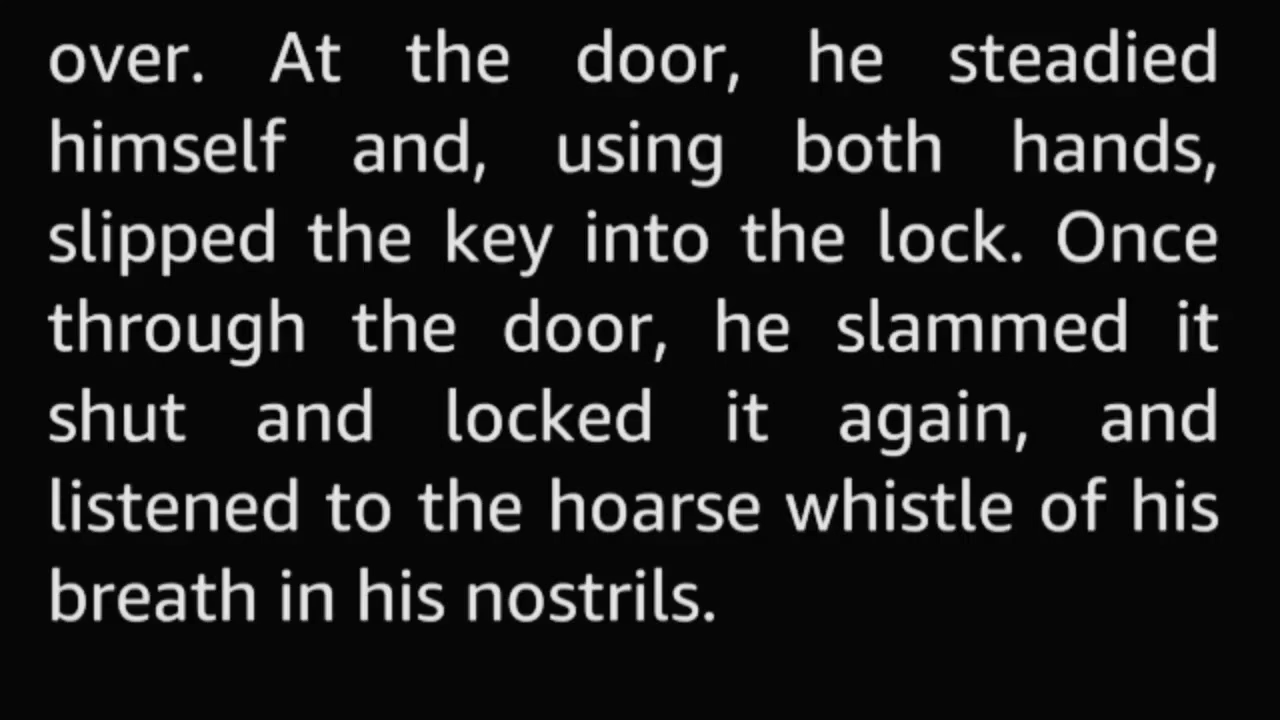 over. At the door, he steadied
himself and, using both hands,
slipped the key into the lock. Once
through the door, he slammed it
shut and locked it again, and
listened to the hoarse whistle of his
breath in his nostrils.